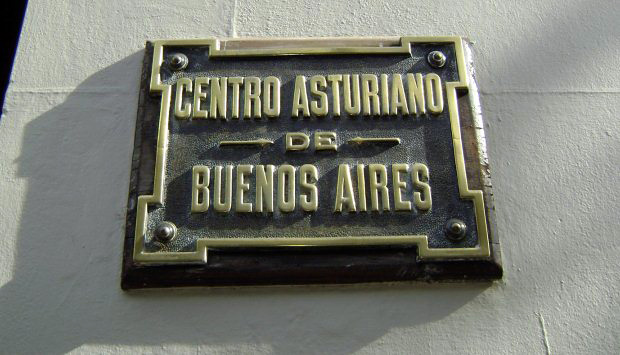 CENTRO ASTURIANO
DE
BUENOS AIRES